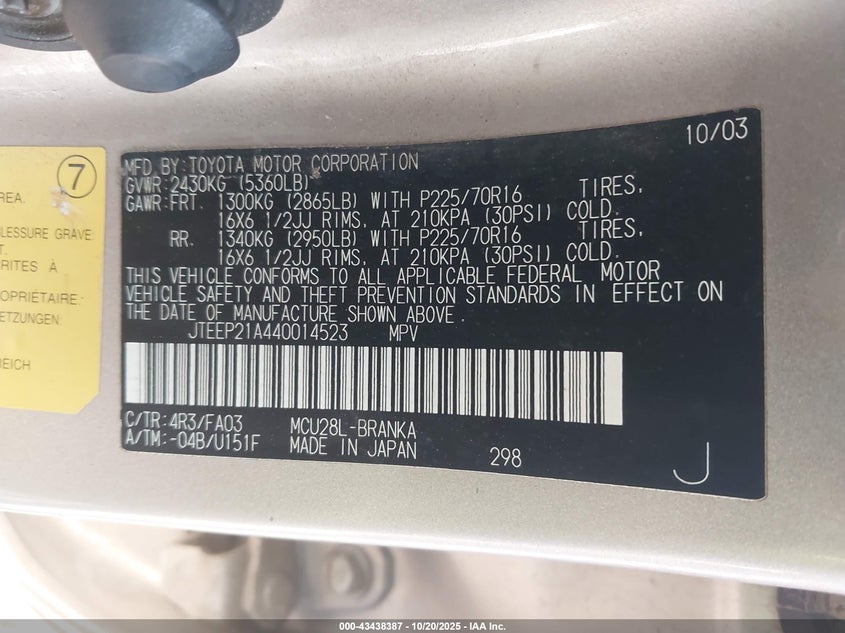 7
REA.
PLESSURE GRAVE
T.
RITES À
PROPRIÉTAIRE:
ETZUNGEN:
REICH
10/03
MFD. BY: TOYOTA MOTOR CORPORATION
GVWR: 2430KG (5360LB)
GAWR: FRT. 1300KG (2865LB) WITH P225/70R16 TIRES,
16X6 1/2JJ RIMS, AT 210KPA (30PSI) COLD.
RR. 1340KG (2950LB) WITH P225/70R16 TIRES,
16X6 1/2JJ RIMS, AT 210KPA (30PSI) COLD.
THIS VEHICLE CONFORMS TO ALL APPLICABLE FEDERAL MOTOR
VEHICLE SAFETY AND THEFT PREVENTION STANDARDS IN EFFECT ON
THE DATE OF MANUFACTURE SHOWN ABOVE.
JTEEP21A440014523 MPV
C/TR: 4R3/FA03 MCU28L-BRANKA
A/TM: -04B/U151F MADE IN JAPAN
298
J
000-43438387 - 10/20/2025 - IAA Inc.